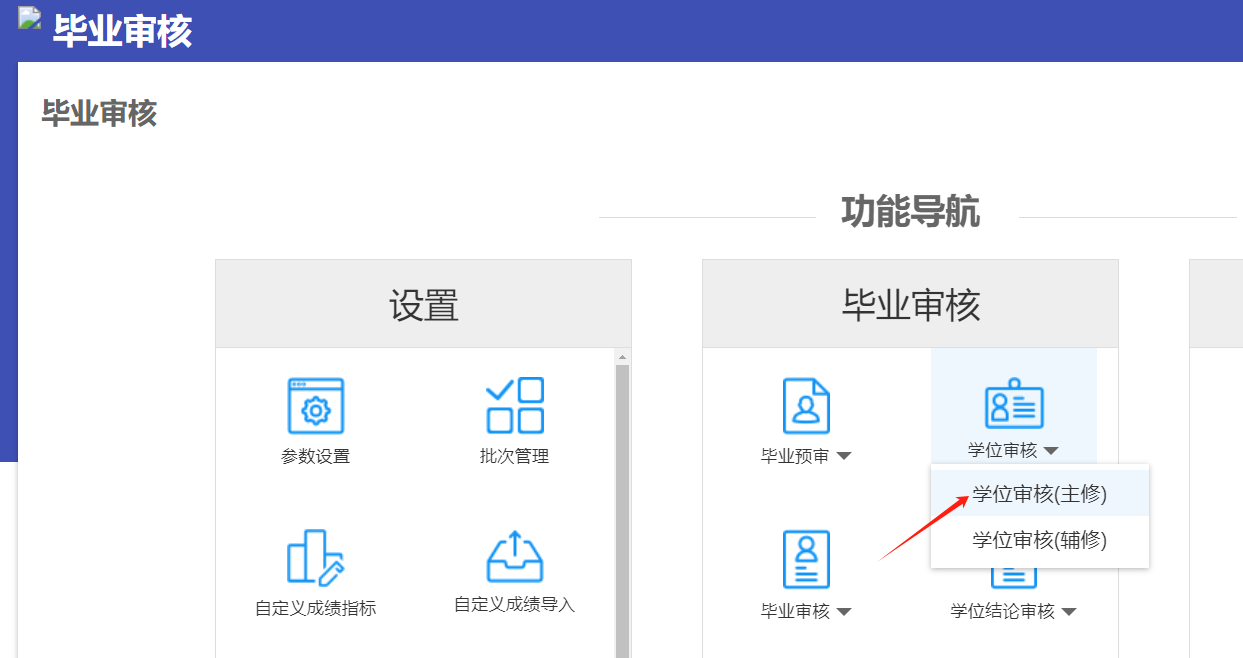 毕业审核
毕业审核
功能导航
设置
毕业审核
参数设置
批次管理
毕业预审
学位审核
学位审核(主修)
学位审核(辅修)
自定义成绩指标
自定义成绩导入
毕业审核
学位结论审核